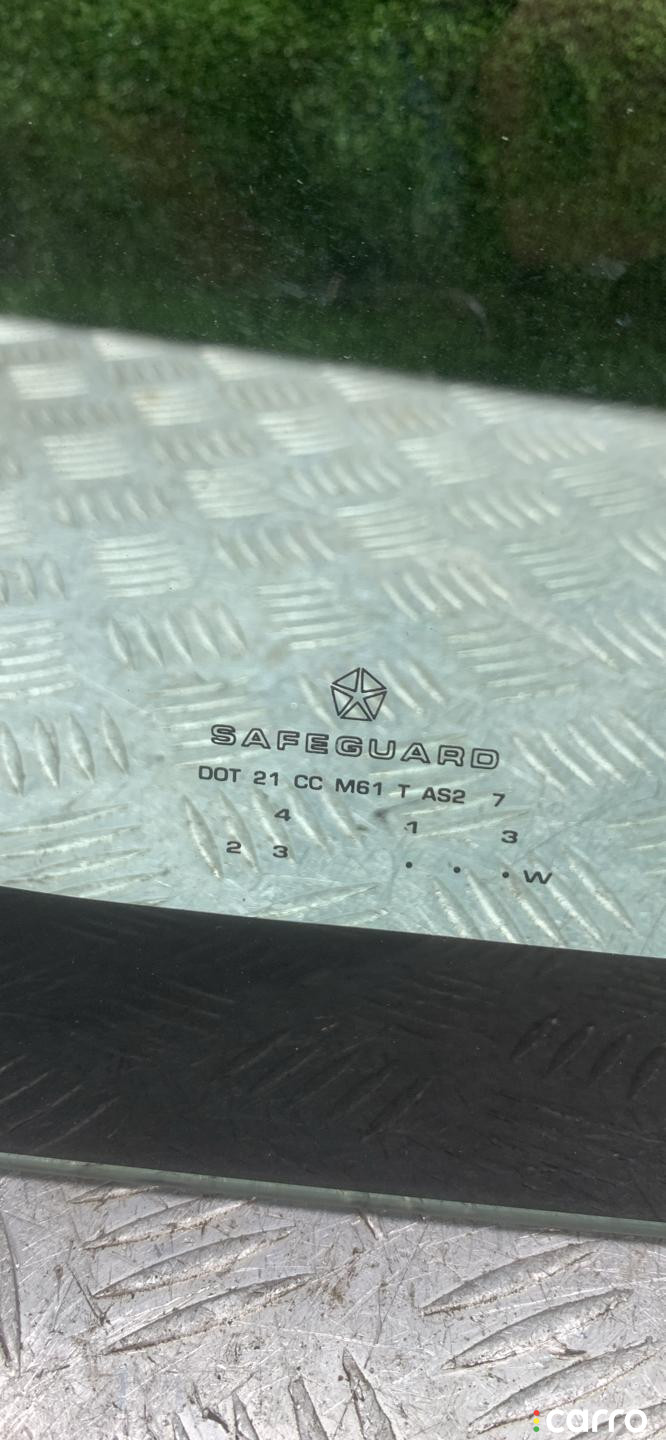 SAFEGUARD
DOT 21 CC M61 T AS2 7
4 1 3
2 3 . . . W
carro